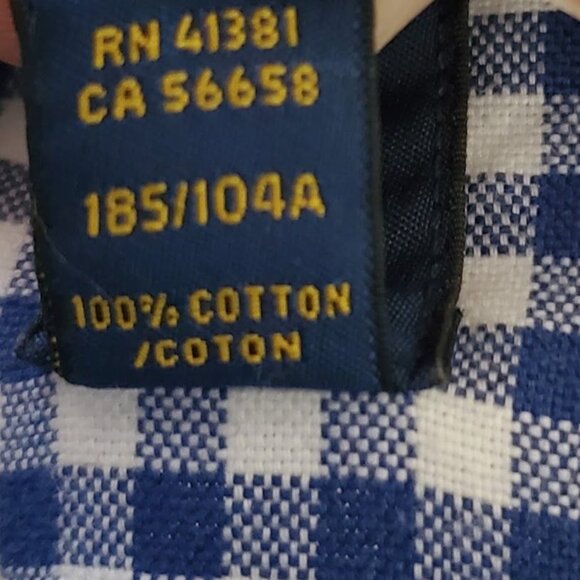 RN 41381
CA 56658
185/104A
100% COTTON
/COTON